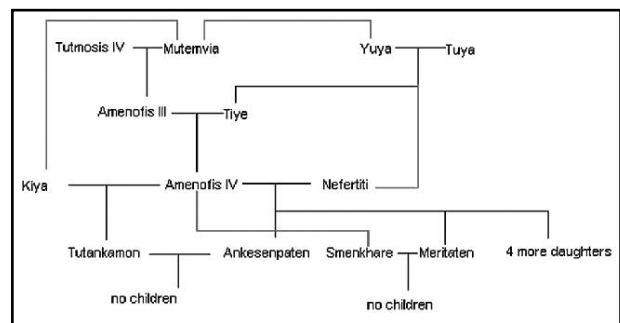 Tutmosis IV Mutemvia Yuya Tuya
Amenofis III Tiye
Kiya Amenofis IV Nefertiti
Tutankamon Ankesenpaten Smenkhare Meritaten 4 more daughters
no children no children